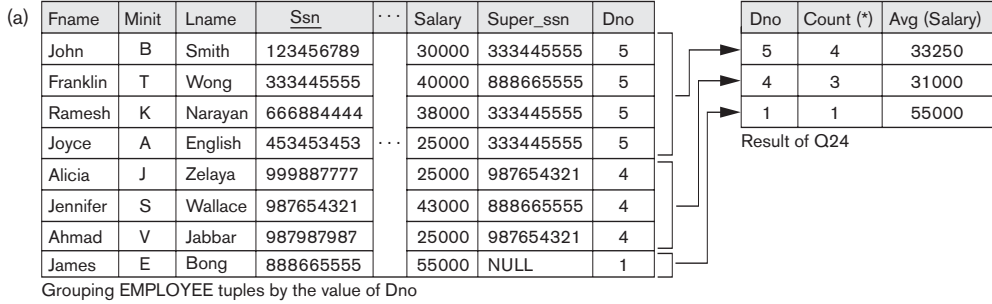 (a)
Fname Minit Lname Ssn · · · Salary Super_ssn Dno
John B Smith 123456789 30000 333445555 5
Franklin T Wong 333445555 40000 888665555 5
Ramesh K Narayan 666884444 38000 333445555 5
Joyce A English 453453453 · · · 25000 333445555 5
Alicia J Zelaya 999887777 25000 987654321 4
Jennifer S Wallace 987654321 43000 888665555 4
Ahmad V Jabbar 987987987 25000 987654321 4
James E Bong 888665555 55000 NULL 1
Grouping EMPLOYEE tuples by the value of Dno
Dno Count (*) Avg (Salary)
5 4 33250
4 3 31000
1 1 55000
Result of Q24